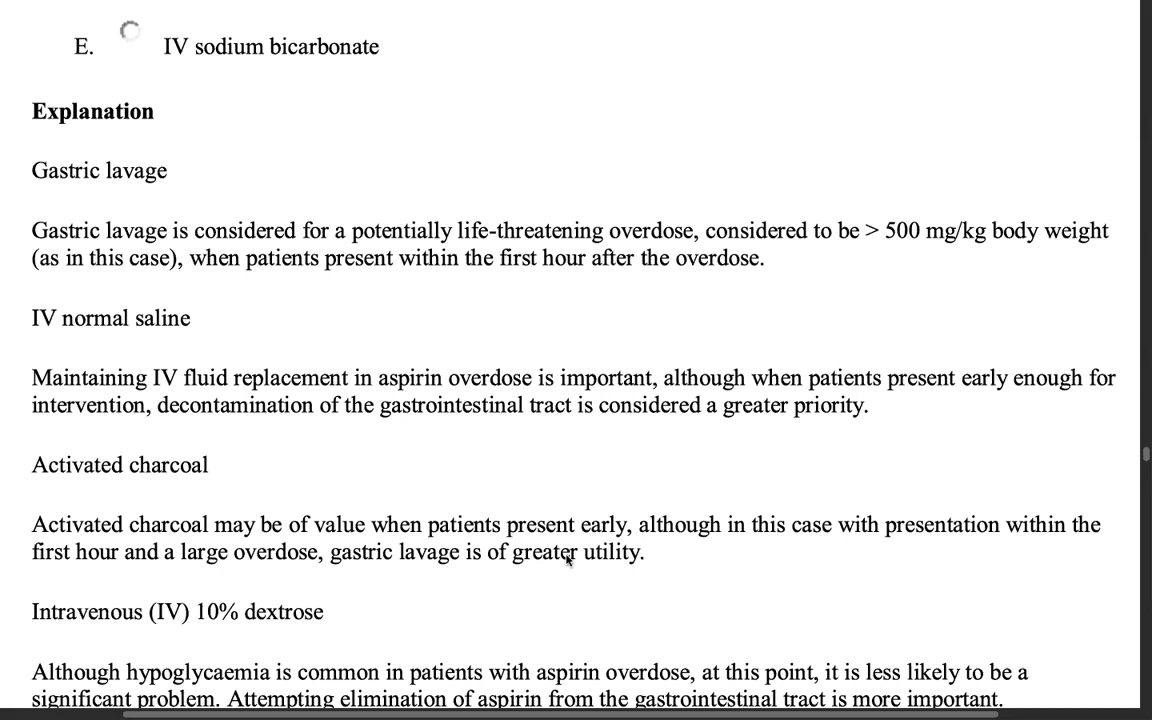 E. IV sodium bicarbonate
Explanation
Gastric lavage
Gastric lavage is considered for a potentially life-threatening overdose, considered to be > 500 mg/kg body weight
(as in this case), when patients present within the first hour after the overdose.
IV normal saline
Maintaining IV fluid replacement in aspirin overdose is important, although when patients present early enough for
intervention, decontamination of the gastrointestinal tract is considered a greater priority.
Activated charcoal
Activated charcoal may be of value when patients present early, although in this case with presentation within the
first hour and a large overdose, gastric lavage is of greater utility.
Intravenous (IV) 10% dextrose
Although hypoglycaemia is common in patients with aspirin overdose, at this point, it is less likely to be a
significant problem. Attempting elimination of aspirin from the gastrointestinal tract is more important.